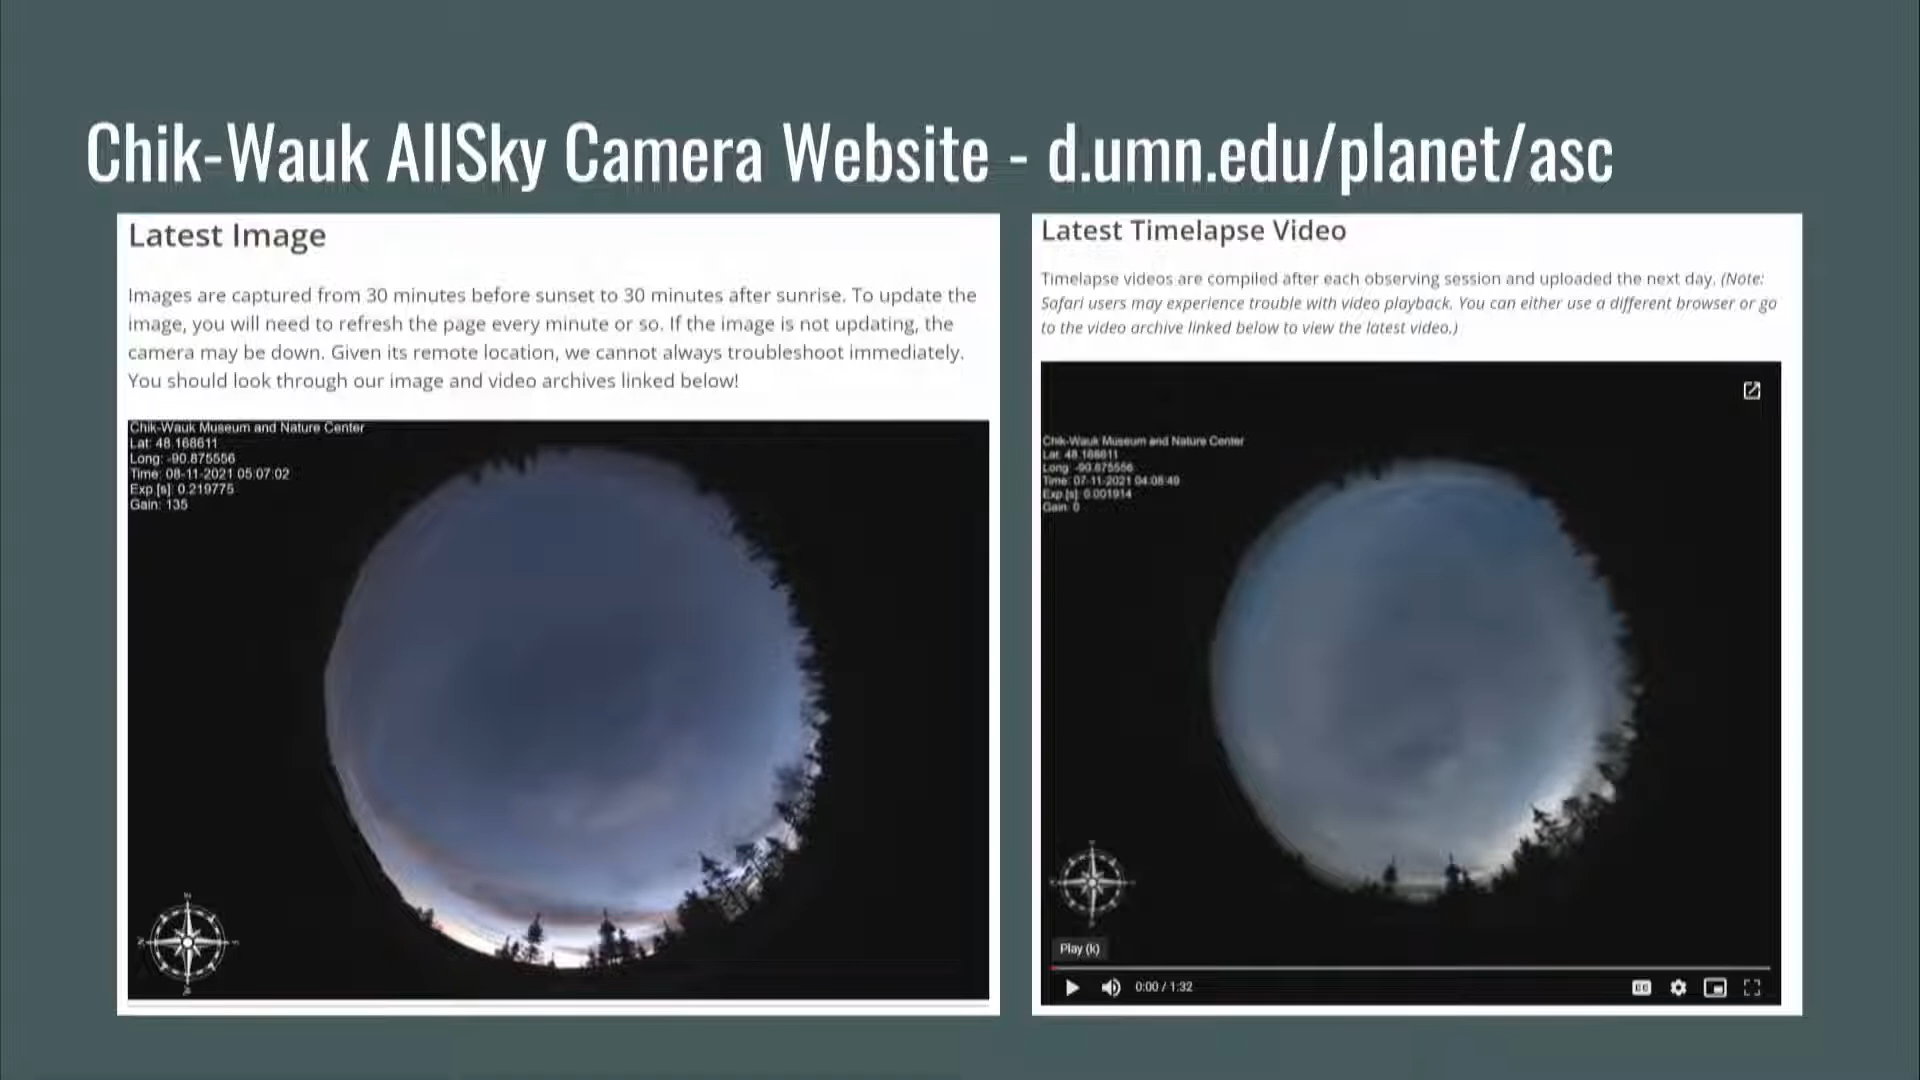 Chik-Wauk AllSky Camera Website - d.umn.edu/planet/asc
Latest Image
Images are captured from 30 minutes before sunset to 30 minutes after sunrise. To update the
image, you will need to refresh the page every minute or so. If the image is not updating, the
camera may be down. Given its remote location, we cannot always troubleshoot immediately.
You should look through our image and video archives linked below!
Chik-Wauk Museum and Nature Center
Lat: 48.168611
Long: -90.875556
Time: 08-11-2021 05:07:02
Exp [s]: 0.219775
Gain: 135
Latest Timelapse Video
Timelapse videos are compiled after each observing session and uploaded the next day. (Note:
Safari users may experience trouble with video playback. You can either use a different browser or go
to the video archive linked below to view the latest video.)
Chik-Wauk Museum and Nature Center
Lat: 48.168611
Long: -90.875556
Time: 07-11-2021 04:08:49
Exp [s]: 0.001914
Gain: 0
Play (k)
0:00 / 1:32
CC